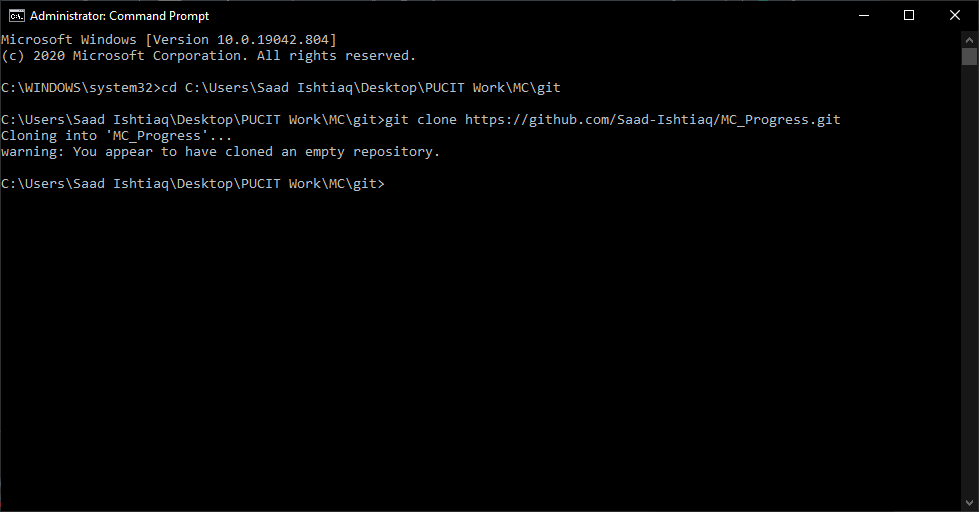 Administrator: Command Prompt
Microsoft Windows [Version 10.0.19042.804]
(c) 2020 Microsoft Corporation. All rights reserved.
C:\WINDOWS\system32>cd C:\Users\Saad Ishtiaq\Desktop\PUCIT Work\MC\git
C:\Users\Saad Ishtiaq\Desktop\PUCIT Work\MC\git>git clone https://github.com/Saad-Ishtiaq/MC_Progress.git
Cloning into 'MC_Progress'...
warning: You appear to have cloned an empty repository.
C:\Users\Saad Ishtiaq\Desktop\PUCIT Work\MC\git>